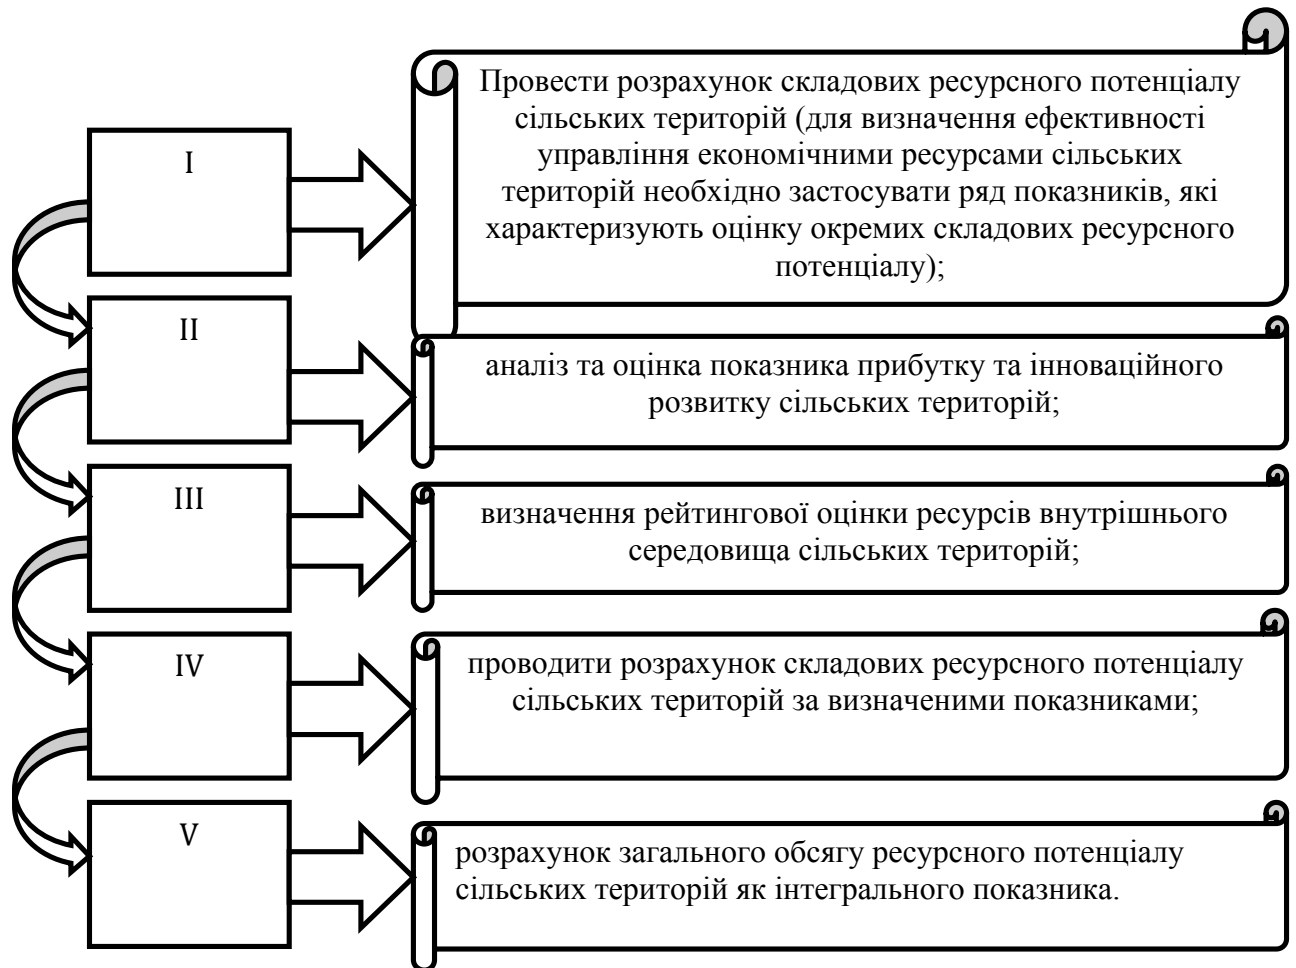 I
Провести розрахунок складових ресурсного потенціалу
сільських територій (для визначення ефективності
управління економічними ресурсами сільських
територій необхідно застосувати ряд показників, які
характеризують оцінку окремих складових ресурсного
потенціалу);
II
аналіз та оцінка показника прибутку та інноваційного
розвитку сільських територій;
III
визначення рейтингової оцінки ресурсів внутрішнього
середовища сільських територій;
IV
проводити розрахунок складових ресурсного потенціалу
сільських територій за визначеними показниками;
V
розрахунок загального обсягу ресурсного потенціалу
сільських територій як інтегрального показника.